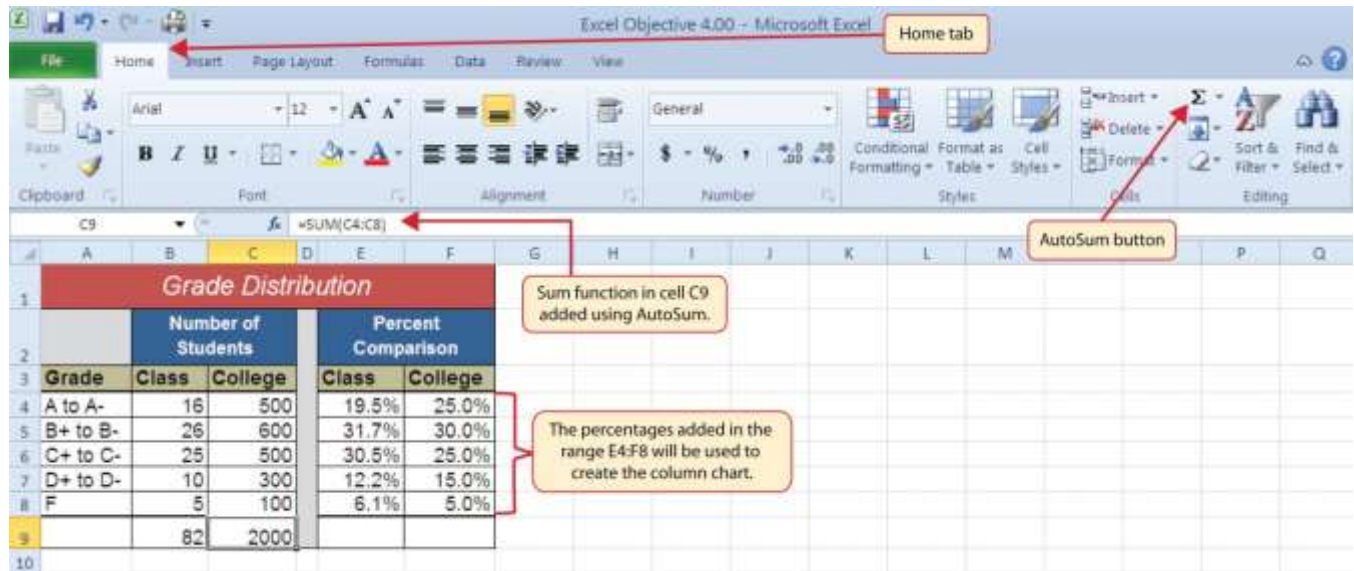 Excel Objective 4.00 - Microsoft Excel
Home tab
File Home Insert Page Layout Formulas Data Review View
Arial 12 General
Paste
B I U $ - % ,
Conditional Formatting
Format as Table
Cell Styles
Insert
Delete
Format
Σ
Sort & Filter
Find & Select
Clipboard Font Alignment Number Styles Cells Editing
AutoSum button
C9 fx =SUM(C4:C8)
A B C D E F G H I J K L M P Q
Sum function in cell C9
added using AutoSum.
1 Grade Distribution
2 Number of Students Percent Comparison
3 Grade Class College Class College
4 A to A- 16 500 19.5% 25.0%
5 B+ to B- 26 600 31.7% 30.0%
6 C+ to C- 25 500 30.5% 25.0%
7 D+ to D- 10 300 12.2% 15.0%
8 F 5 100 6.1% 5.0%
9 82 2000
10
The percentages added in the
range E4:F8 will be used to
create the column chart.